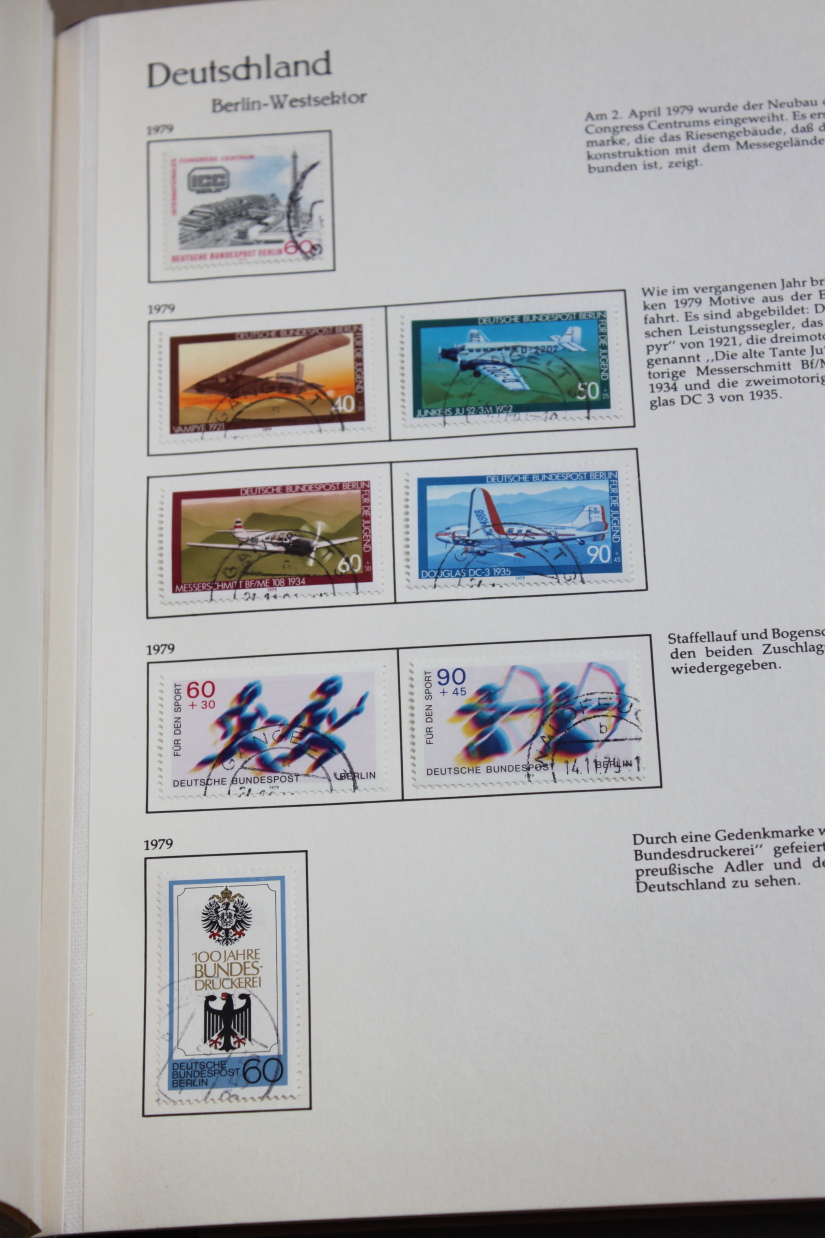 Deutschland
Berlin-Westsektor
1979
INTERNATIONALES CONGRESS CENTRUM
ICC
BERLIN
DEUTSCHE BUNDESPOST BERLIN 60
Am 2. April 1979 wurde der Neubau
Congress Centrums eingeweiht. Es
marke, die das Riesengebäude, daß
konstruktion mit dem Messegelände
bunden ist, zeigt.
1979
DEUTSCHE BUNDESPOST BERLIN
FÜR DIE JUGEND
40
VAMPYR 1921
DEUTSCHE BUNDESPOST BERLIN
FÜR DIE JUGEND
D-2202
50
+25
JUNKERS JU 52/3M 1932
Wie im vergangenen Jahr
ken 1979 Motive aus der
fahrt. Es sind abgebildet:
schen Leistungssegler, das
pyr" von 1921, die
genannt „Die alte Tante Ju"
torige Messerschmitt
1934 und die
glas DC 3 von 1935.
DEUTSCHE BUNDESPOST BERLIN
FÜR DIE JUGEND
60
+30
MESSERSCHMITT BF/ME 108 1934
DEUTSCHE BUNDESPOST BERLIN
FÜR DIE JUGEND
90
DOUGLAS DC-3 1935
1979
FÜR DEN SPORT
60
+ 30
DEUTSCHE BUNDESPOST BERLIN
1979
FÜR DEN SPORT
90
+ 45
DEUTSCHE BUNDESPOST BERLIN
b
14.11.79
Staffellauf und
den beiden
wiedergegeben.
1979
100 JAHRE
BUNDES-
DRUCKEREI
DEUTSCHE
BUNDESPOST
BERLIN 60
Durch eine Gedenkmarke
Bundesdruckerei" gefeiert
preußische Adler und
Deutschland zu sehen.